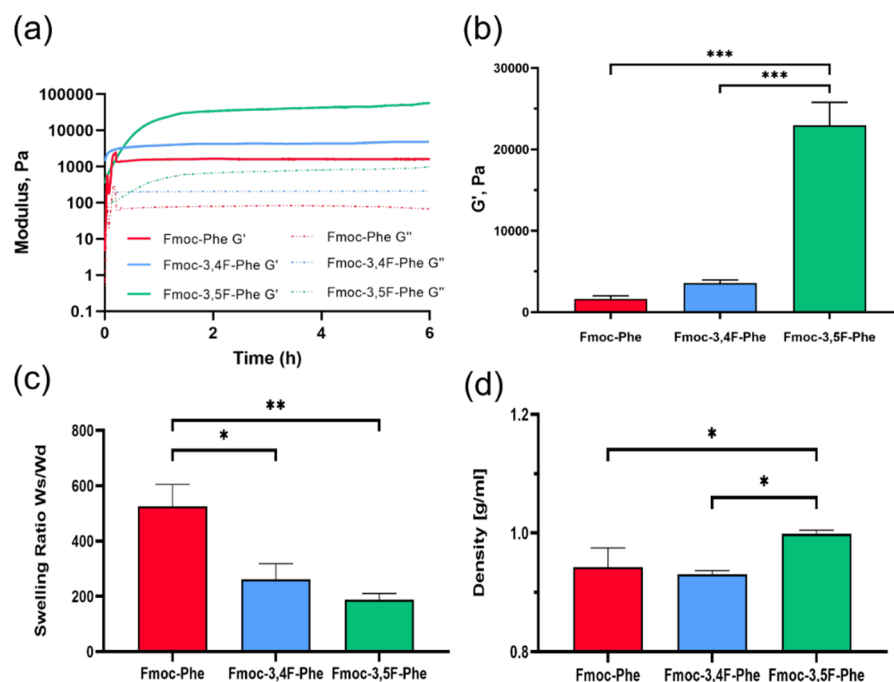 (a)
Modulus, Pa
100000
10000
1000
100
10
1
0.1
Fmoc-Phe G'
Fmoc-3,4F-Phe G'
Fmoc-3,5F-Phe G'
Fmoc-Phe G"
Fmoc-3,4F-Phe G"
Fmoc-3,5F-Phe G"
0 2 4 6
Time (h)
(b)
G', Pa
30000
20000
10000
0
***
***
Fmoc-Phe Fmoc-3,4F-Phe Fmoc-3,5F-Phe
(c)
Swelling Ratio Ws/Wd
800
600
400
200
0
**
*
Fmoc-Phe Fmoc-3,4F-Phe Fmoc-3,5F-Phe
(d)
Density [g/ml]
1.2
1.0
0.8
*
*
Fmoc-Phe Fmoc-3,4F-Phe Fmoc-3,5F-Phe